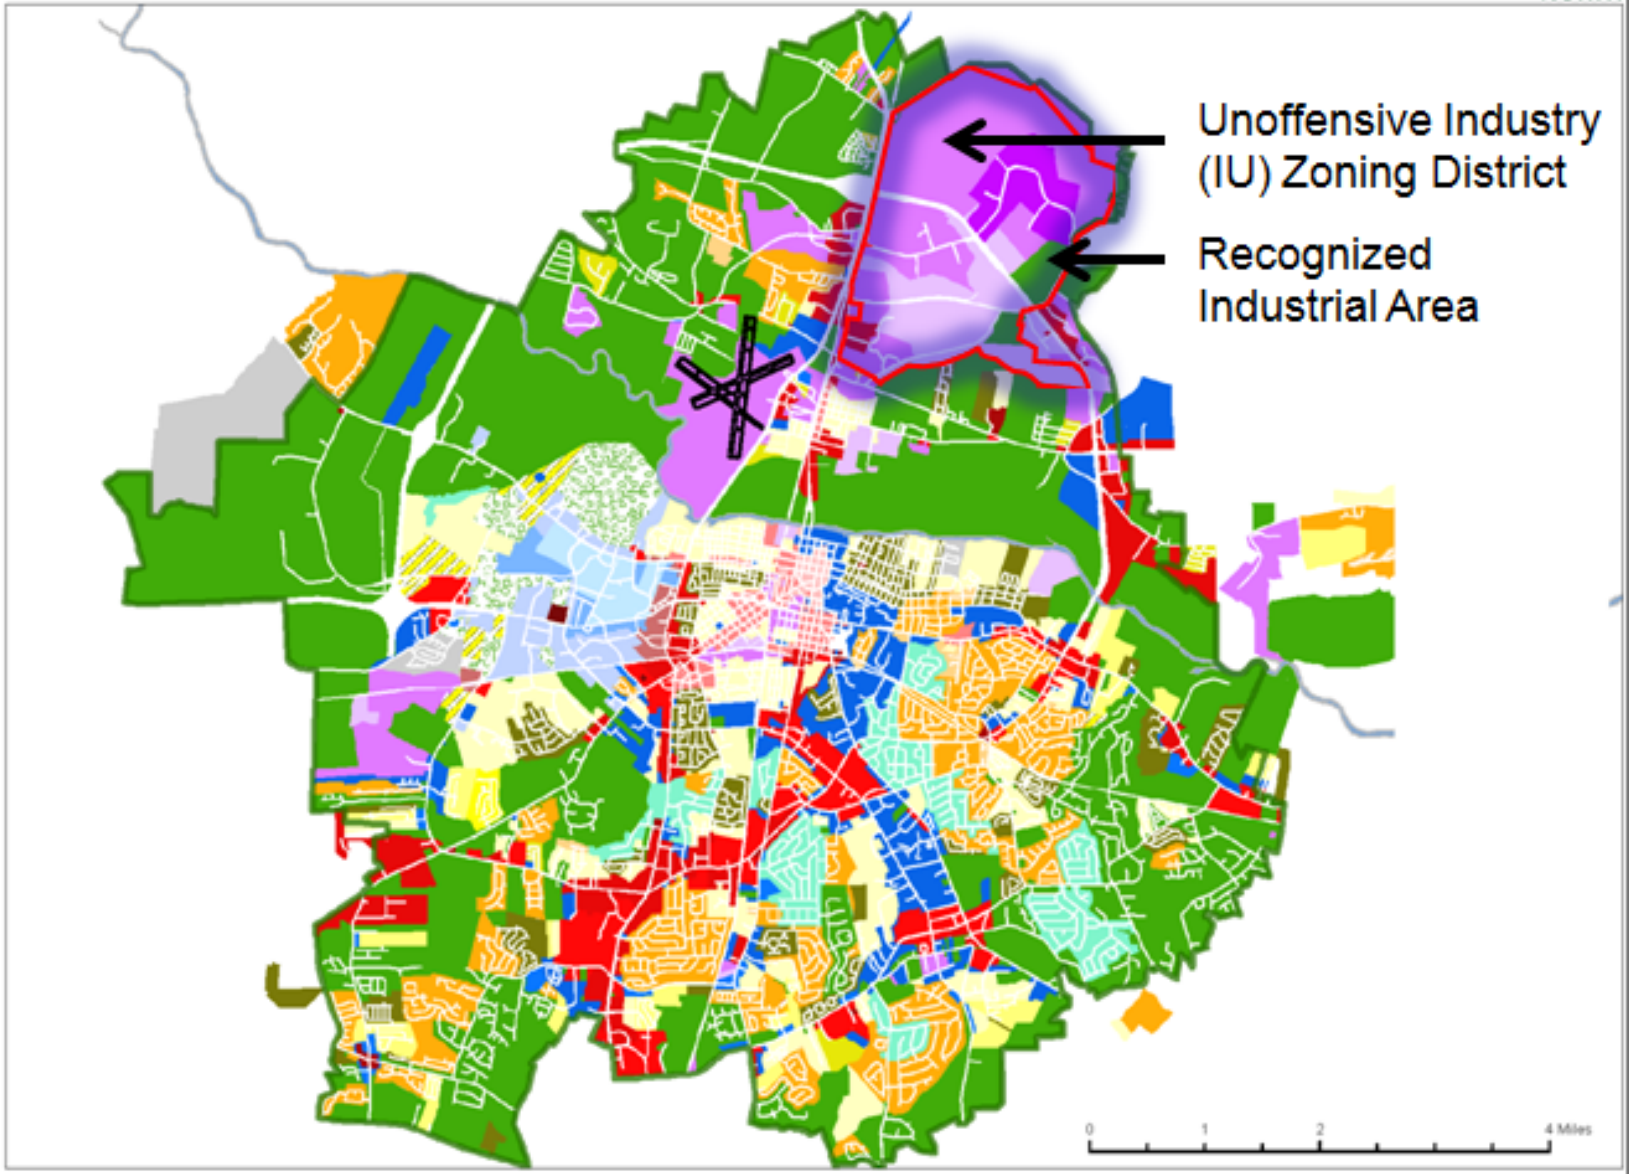 Unoffensive Industry
(IU) Zoning District
Recognized
Industrial Area
0 1 2 4 Miles